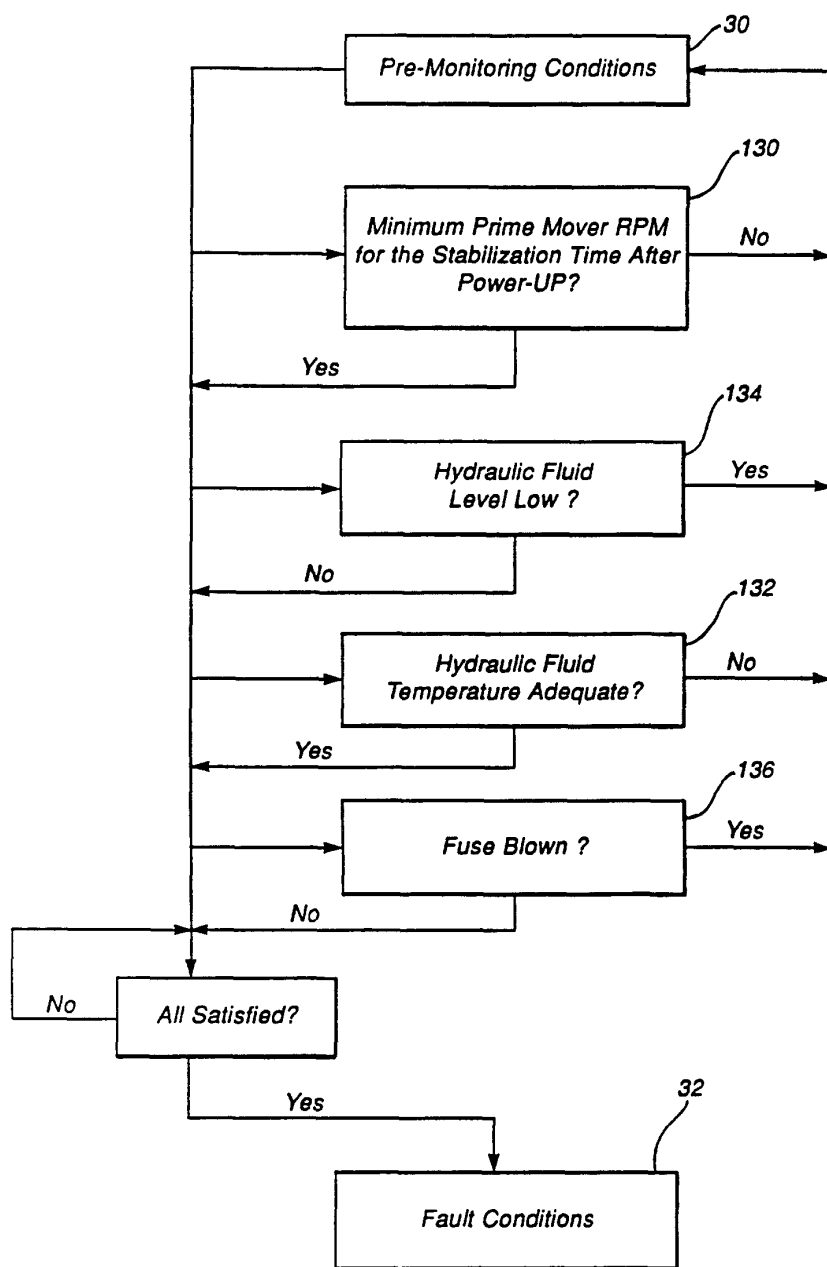 30
Pre-Monitoring Conditions
130
Minimum Prime Mover RPM
for the Stabilization Time After
Power-UP?
No
Yes
134
Hydraulic Fluid
Level Low ?
Yes
No
132
Hydraulic Fluid
Temperature Adequate?
No
Yes
136
Fuse Blown ?
Yes
No
All Satisfied?
No
Yes
32
Fault Conditions